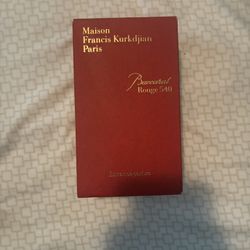 Maison
Francis Kurkdjian
Paris
Baccarat
Rouge 540